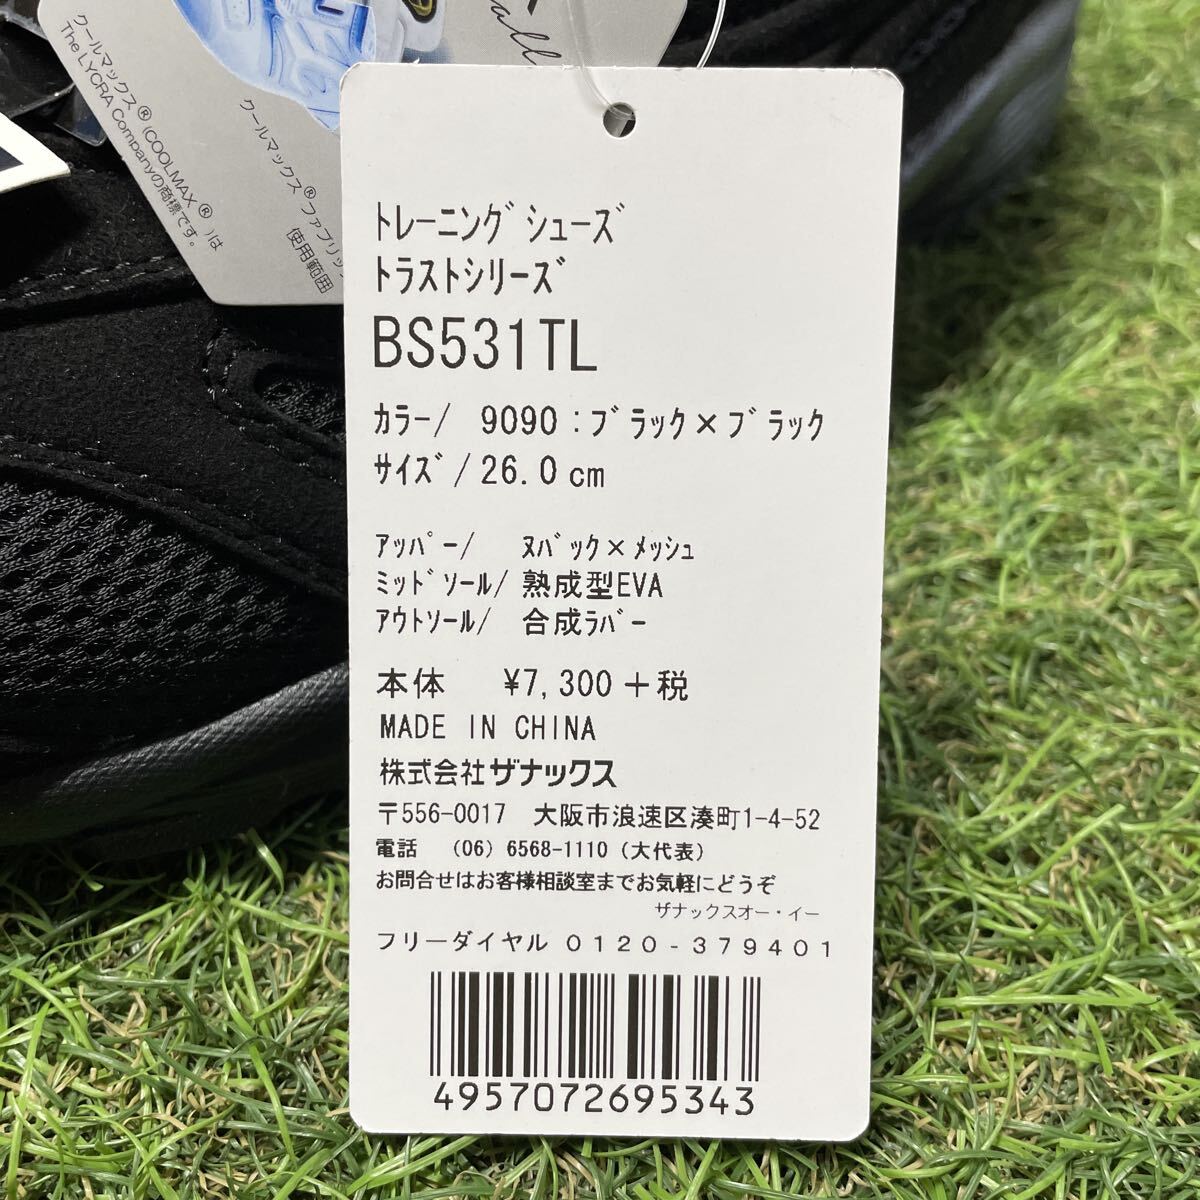 クールマックス®(COOLMAX®)は
The LYCRA Companyの商標です。
クールマックス®ファブリック
使用範囲
ﾄﾚｰﾆﾝｸﾞｼｭｰｽﾞ
ﾄﾗｽﾄｼﾘｰｽﾞ
BS531TL
ｶﾗｰ/ 9090:ﾌﾞﾗｯｸ×ﾌﾞﾗｯｸ
ｻｲｽﾞ/26.0cm
ｱｯﾊﾟｰ/ ﾇﾊﾞｯｸ×ﾒｯｼｭ
ﾐｯﾄﾞｿｰﾙ/ 熟成型EVA
ｱｳﾄｿｰﾙ/ 合成ﾗﾊﾞｰ
本体 ¥7,300+税
MADE IN CHINA
株式会社ザナックス
〒556-0017 大阪市浪速区湊町1-4-52
電話 (06)6568-1110(大代表)
お問合せはお客様相談室までお気軽にどうぞ
ザナックスオー・イー
フリーダイヤル 0120-379401
4957072695343